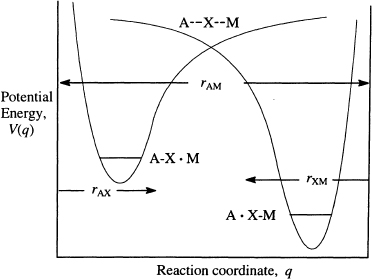 A--X--M
Potential
Energy,
V(q)
r_AM
A-X · M
r_AX
r_XM
A · X-M
Reaction coordinate, q